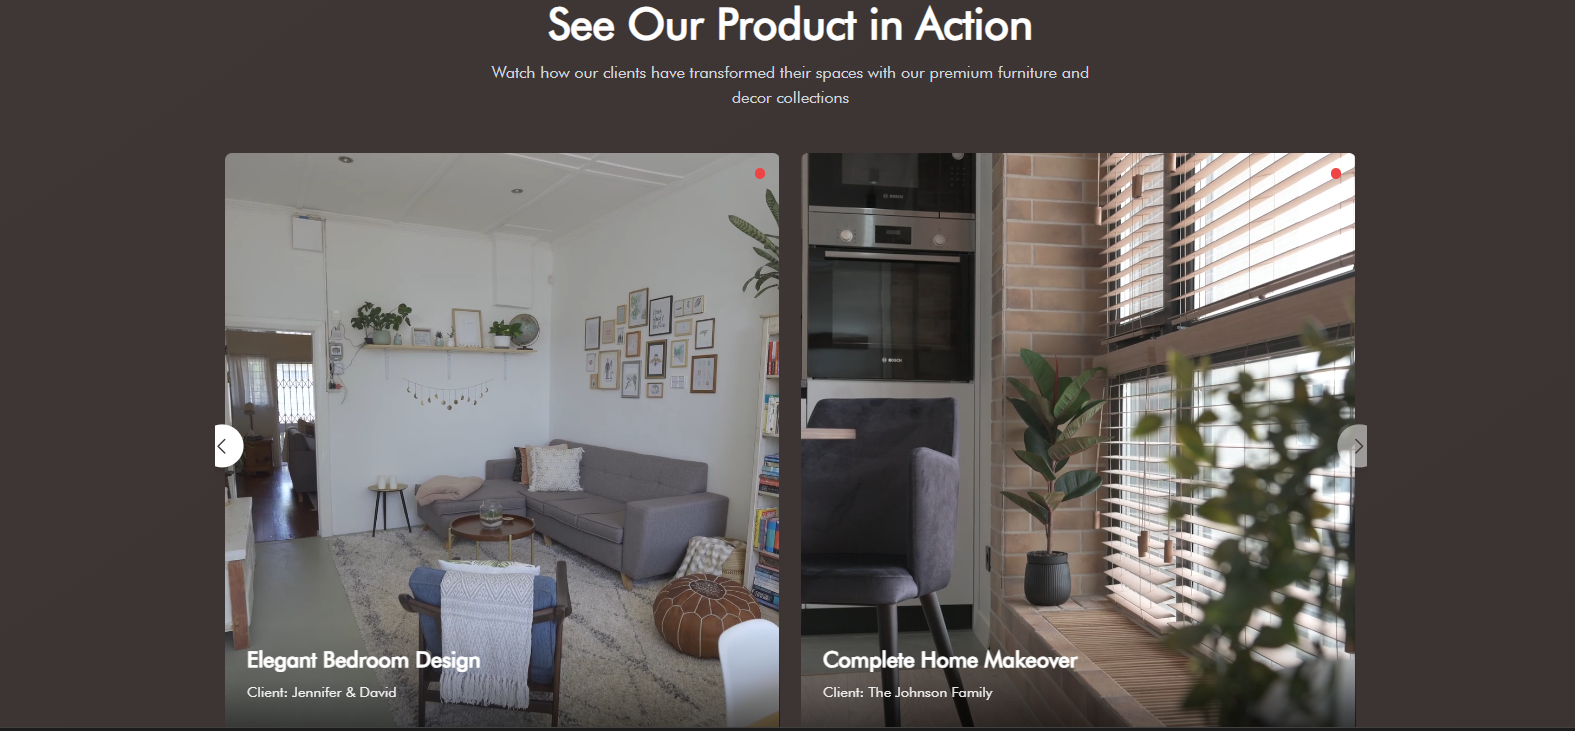 See Our Product in Action
Watch how our clients have transformed their spaces with our premium furniture and
decor collections
BOSCH
Elegant Bedroom Design
Client: Jennifer & David
Complete Home Makeover
Client: The Johnson Family